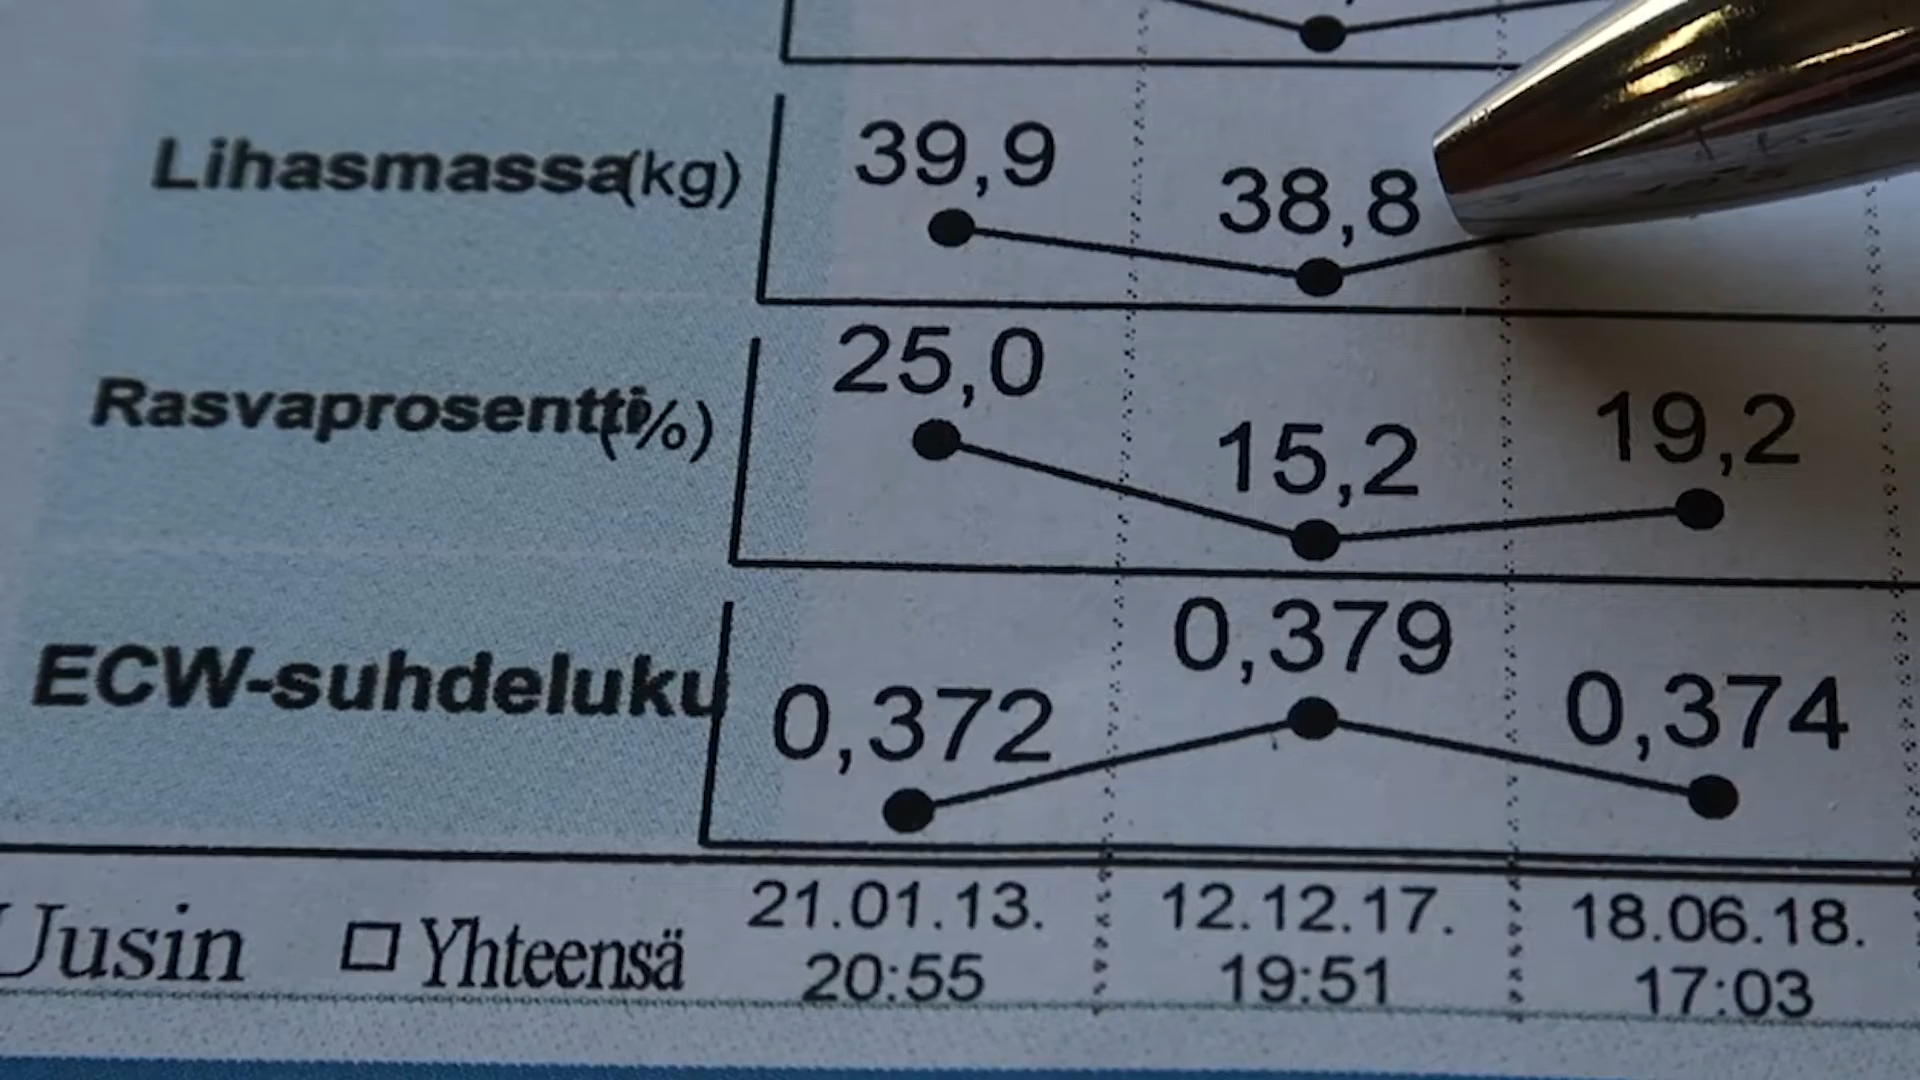 Lihasmassa(kg) 39,9 38,8
Rasvaprosentti(%) 25,0 15,2 19,2
ECW-suhdeluku 0,372 0,379 0,374
Uusin □ Yhteensä 21.01.13. 12.12.17. 18.06.18.
20:55 19:51 17:03